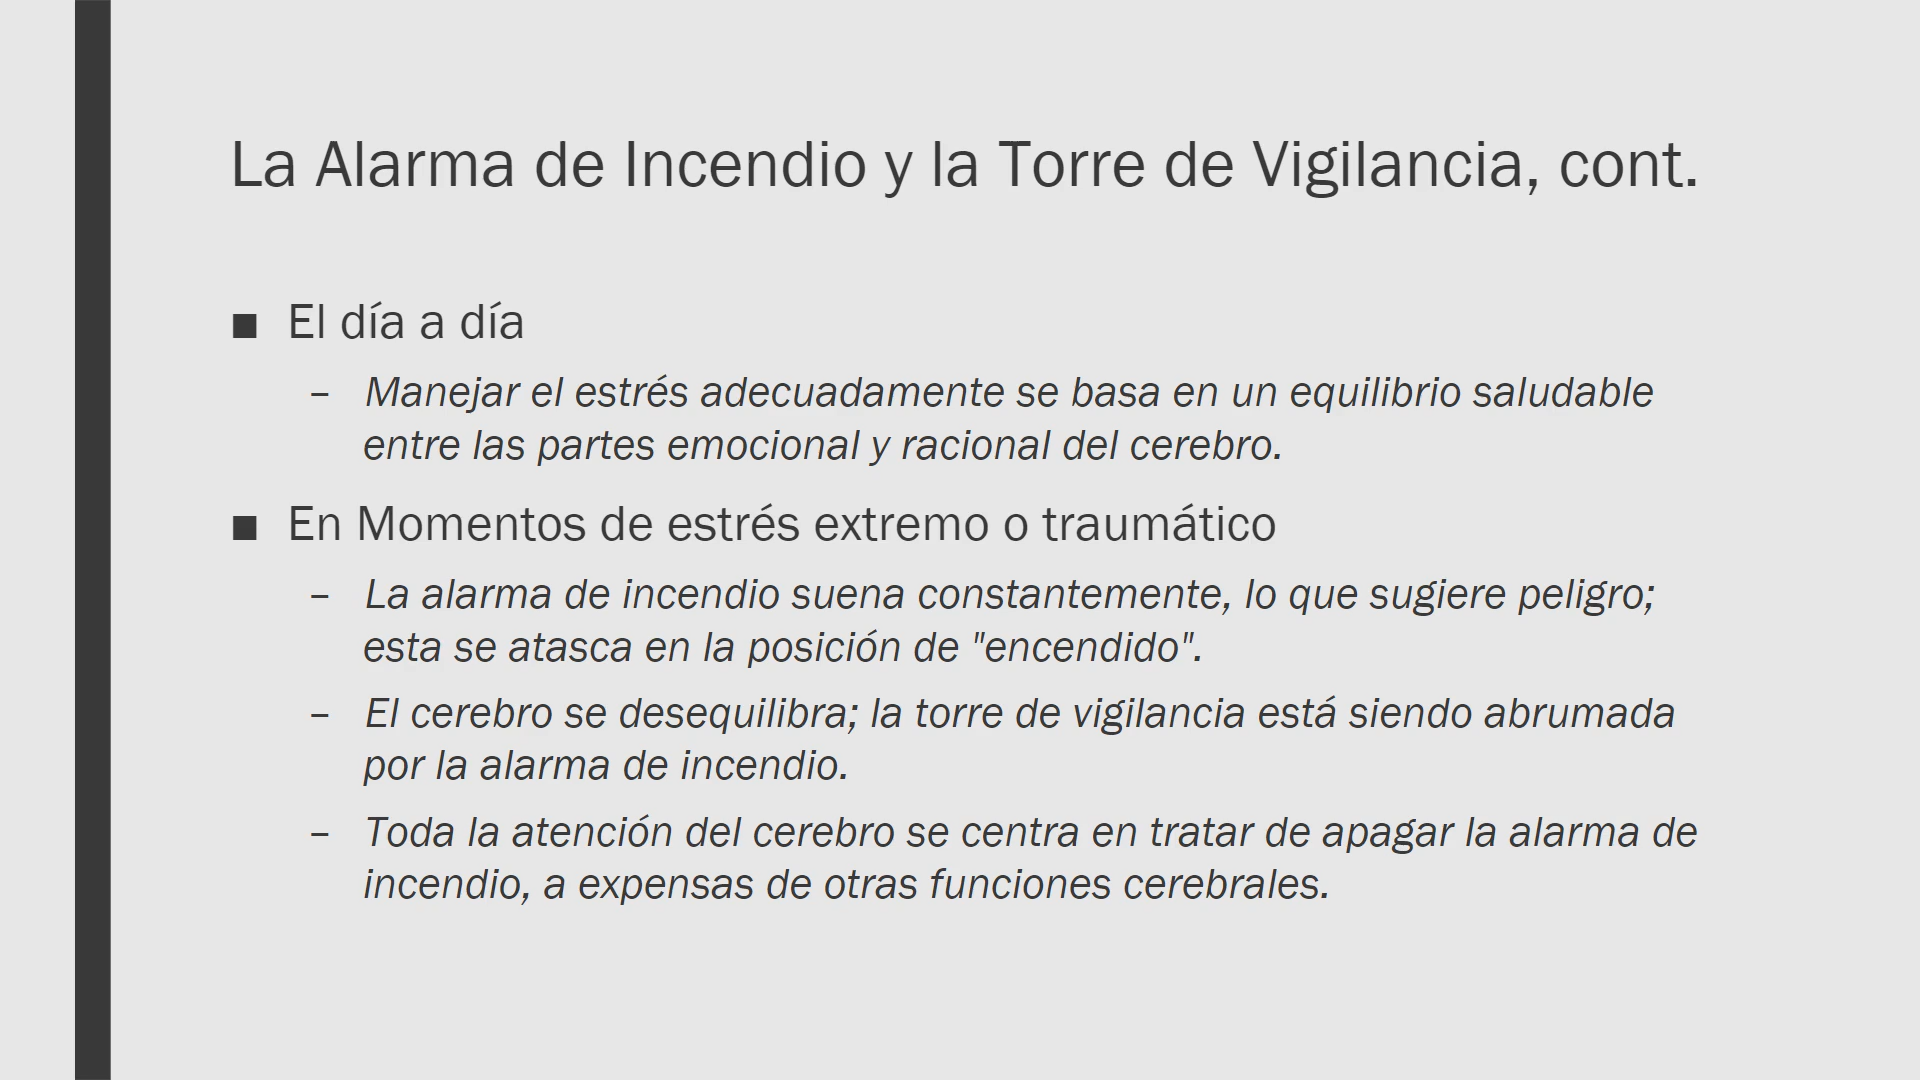 La Alarma de Incendio y la Torre de Vigilancia, cont.
■ El día a día
– Manejar el estrés adecuadamente se basa en un equilibrio saludable
entre las partes emocional y racional del cerebro.
■ En Momentos de estrés extremo o traumático
– La alarma de incendio suena constantemente, lo que sugiere peligro;
esta se atasca en la posición de "encendido".
– El cerebro se desequilibra; la torre de vigilancia está siendo abrumada
por la alarma de incendio.
– Toda la atención del cerebro se centra en tratar de apagar la alarma de
incendio, a expensas de otras funciones cerebrales.